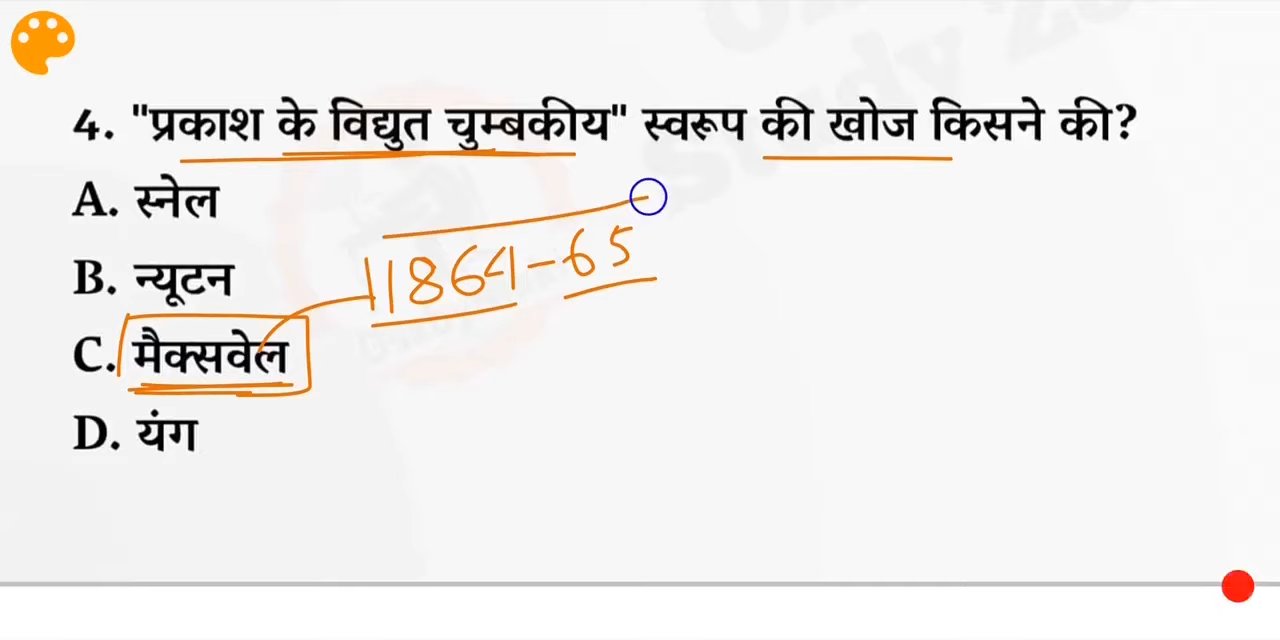 4. "प्रकाश के विद्युत चुम्बकीय" स्वरूप की खोज किसने की?
A. स्नेल
B. न्यूटन
1864-65
C. मैक्सवेल
D. यंग